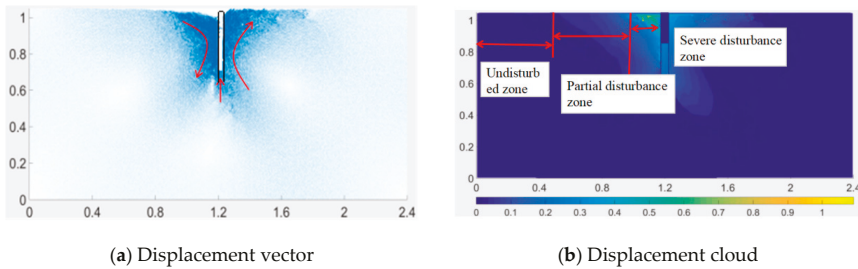 1
0.8
0.6
0.4
0.2
0
0 0.4 0.8 1.2 1.6 2 2.4
(a) Displacement vector
1
0.8
0.6
0.4
0.2
0
Undisturb
ed zone
Partial disturbance
zone
Severe disturbance
zone
0 0.4 0.8 1.2 1.6 2 2.4
0 0.1 0.2 0.3 0.4 0.5 0.6 0.7 0.8 0.9 1
(b) Displacement cloud